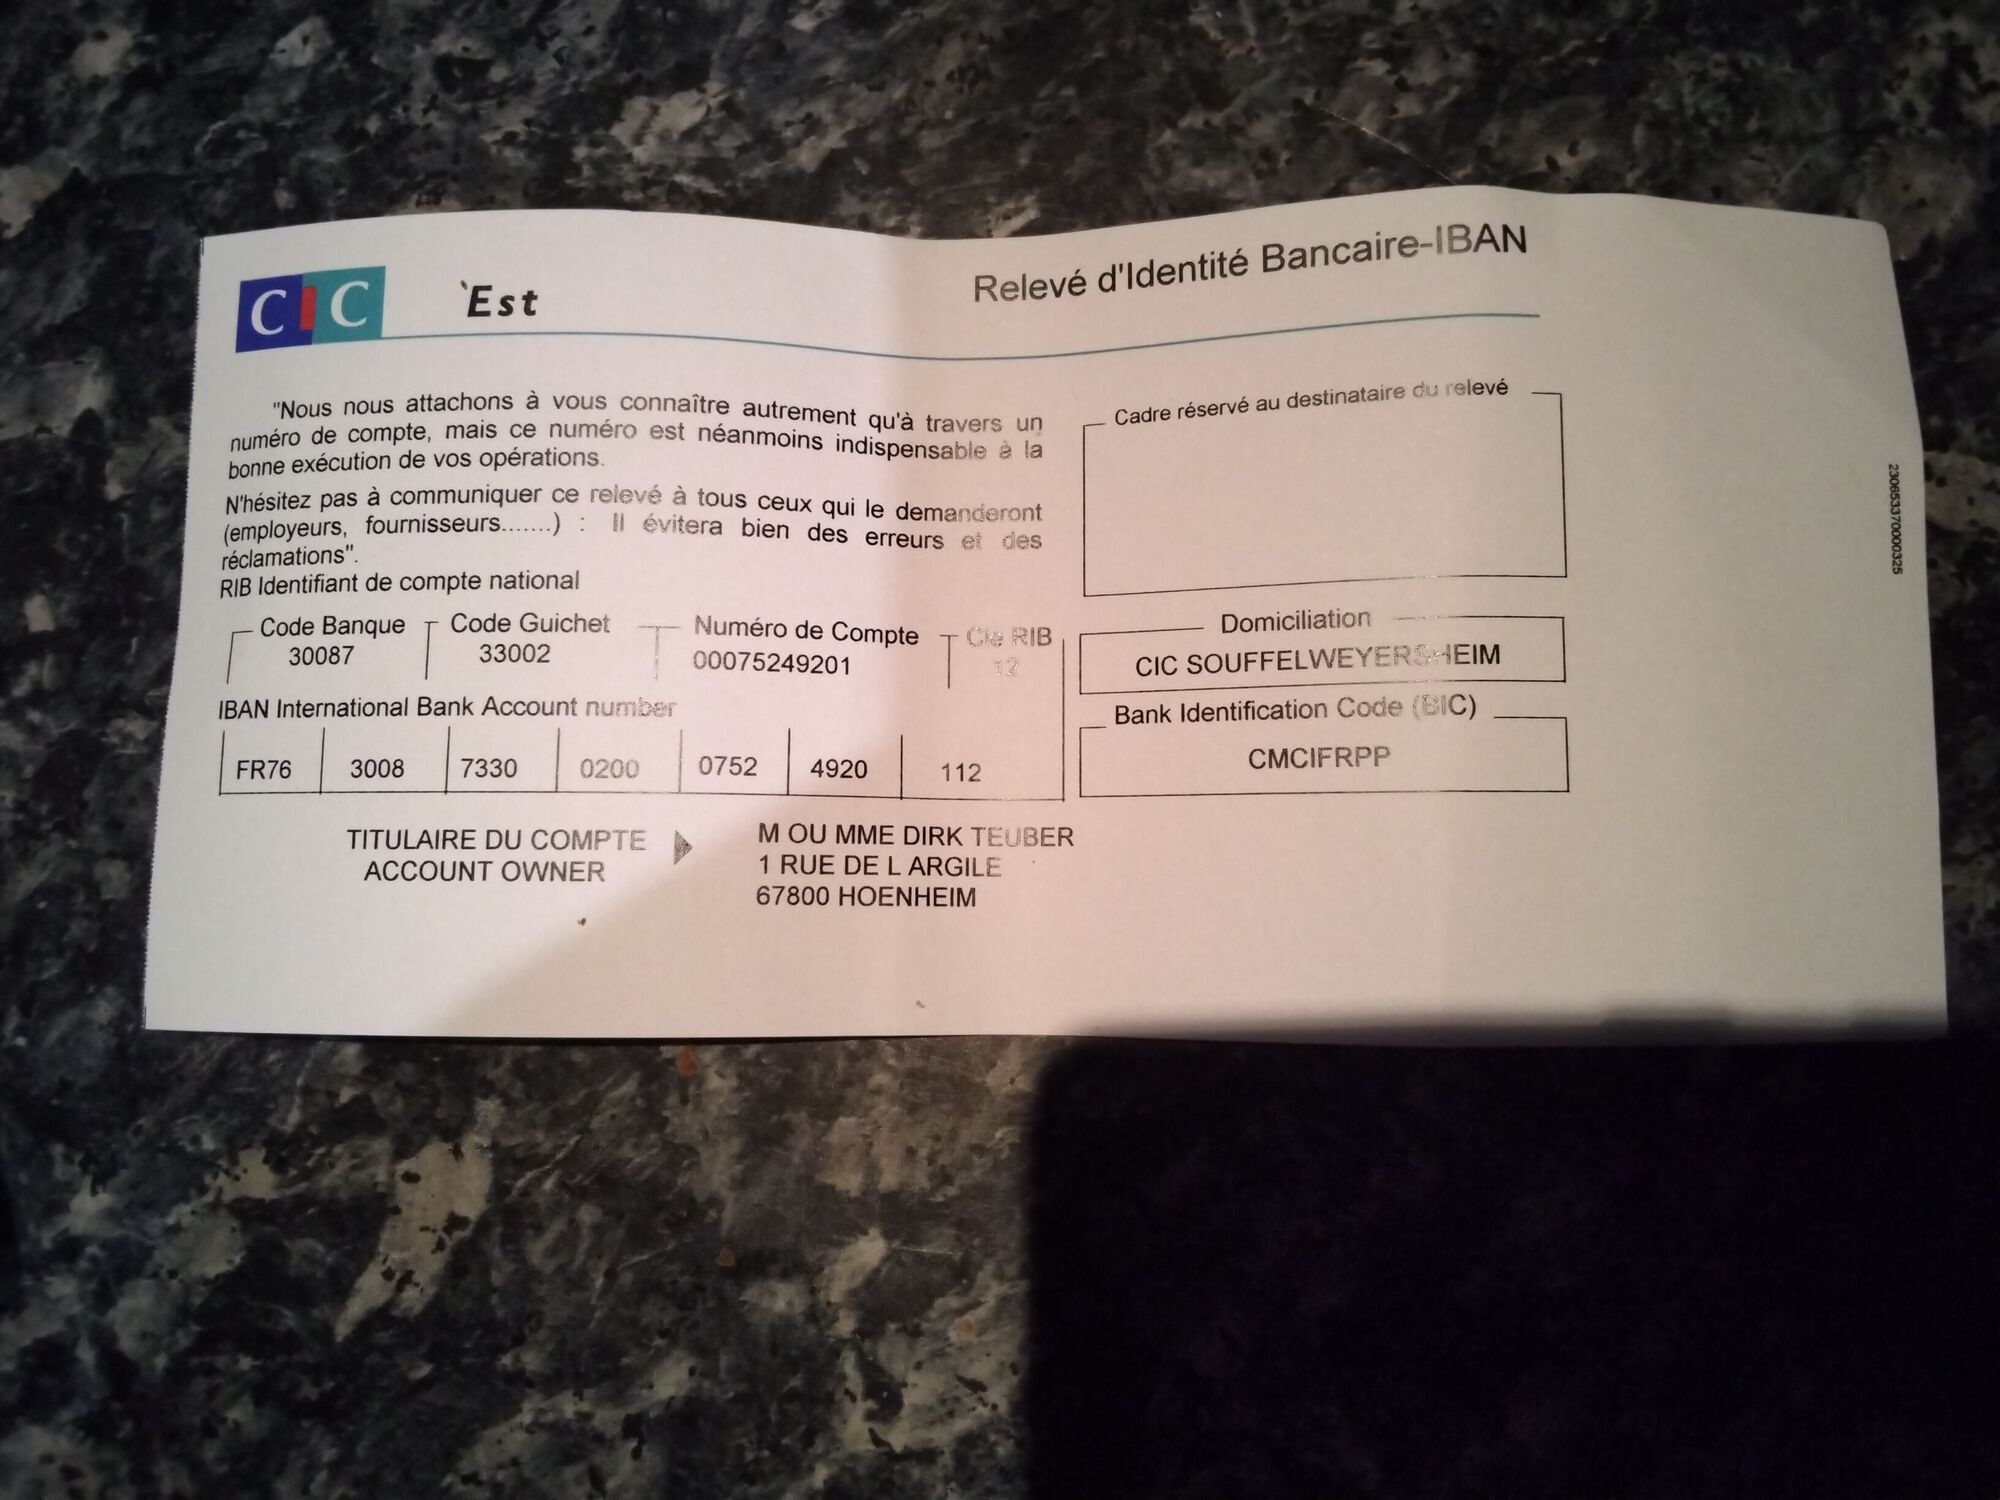 CIC Est
Relevé d'Identité Bancaire-IBAN
"Nous nous attachons à vous connaître autrement qu'à travers un
numéro de compte, mais ce numéro est néanmoins indispensable à la
bonne exécution de vos opérations.
N'hésitez pas à communiquer ce relevé à tous ceux qui le demanderont
(employeurs, fournisseurs.......) : Il évitera bien des erreurs et des
réclamations".
Cadre réservé au destinataire du relevé
RIB Identifiant de compte national
Code Banque Code Guichet Numéro de Compte Clé RIB
30087 33002 00075249201 12
Domiciliation
CIC SOUFFELWEYERSHEIM
IBAN International Bank Account number
FR76 3008 7330 0200 0752 4920 112
Bank Identification Code (BIC)
CMCIFRPP
TITULAIRE DU COMPTE
ACCOUNT OWNER
M OU MME DIRK TEUBER
1 RUE DE L ARGILE
67800 HOENHEIM
23065337000325